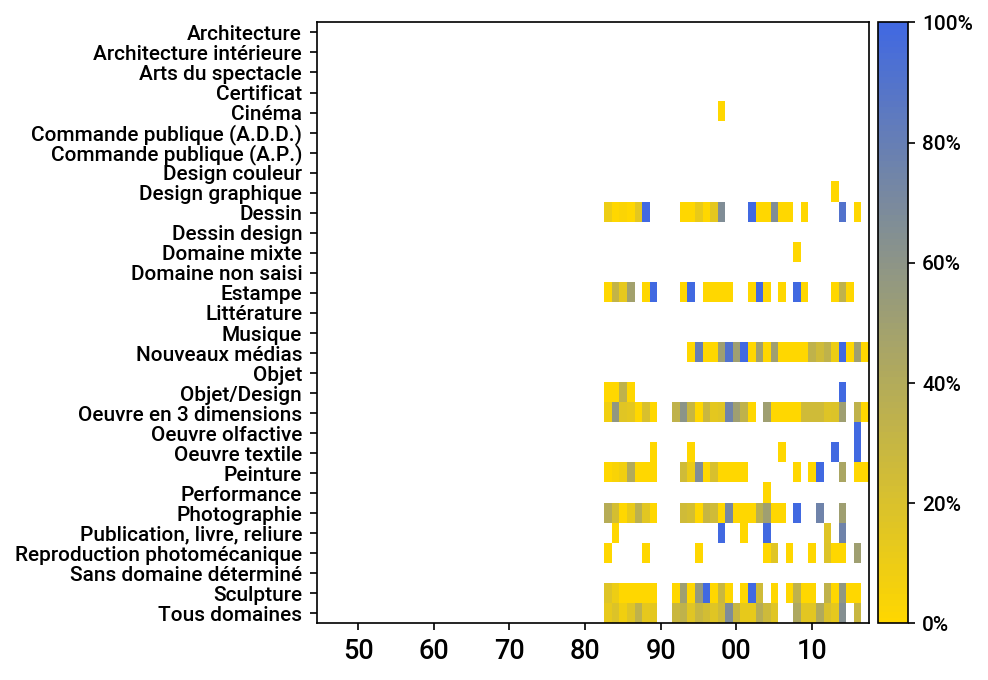 Architecture
Architecture intérieure
Arts du spectacle
Certificat
Cinéma
Commande publique (A.D.D.)
Commande publique (A.P.)
Design couleur
Design graphique
Dessin
Dessin design
Domaine mixte
Domaine non saisi
Estampe
Littérature
Musique
Nouveaux médias
Objet
Objet/Design
Oeuvre en 3 dimensions
Oeuvre olfactive
Oeuvre textile
Peinture
Performance
Photographie
Publication, livre, reliure
Reproduction photomécanique
Sans domaine déterminé
Sculpture
Tous domaines
50 60 70 80 90 00 10
100%
80%
60%
40%
20%
0%